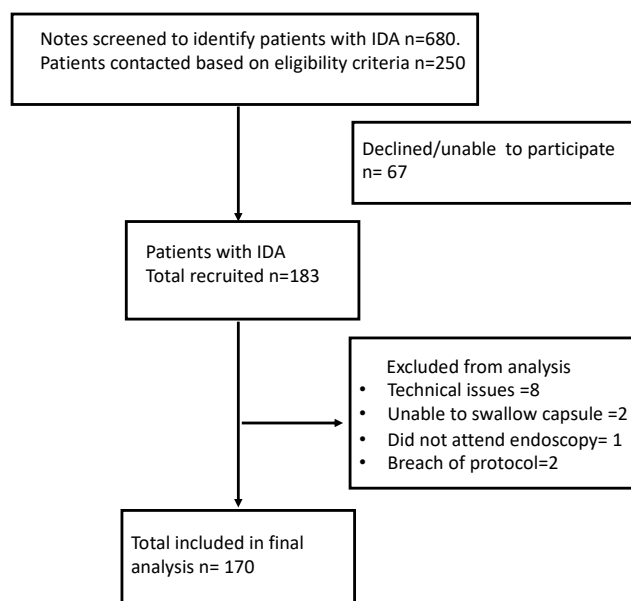 Notes screened to identify patients with IDA n=680.
Patients contacted based on eligibility criteria n=250
Declined/unable to participate
n= 67
Patients with IDA
Total recruited n=183
Excluded from analysis
• Technical issues =8
• Unable to swallow capsule =2
• Did not attend endoscopy= 1
• Breach of protocol=2
Total included in final
analysis n= 170